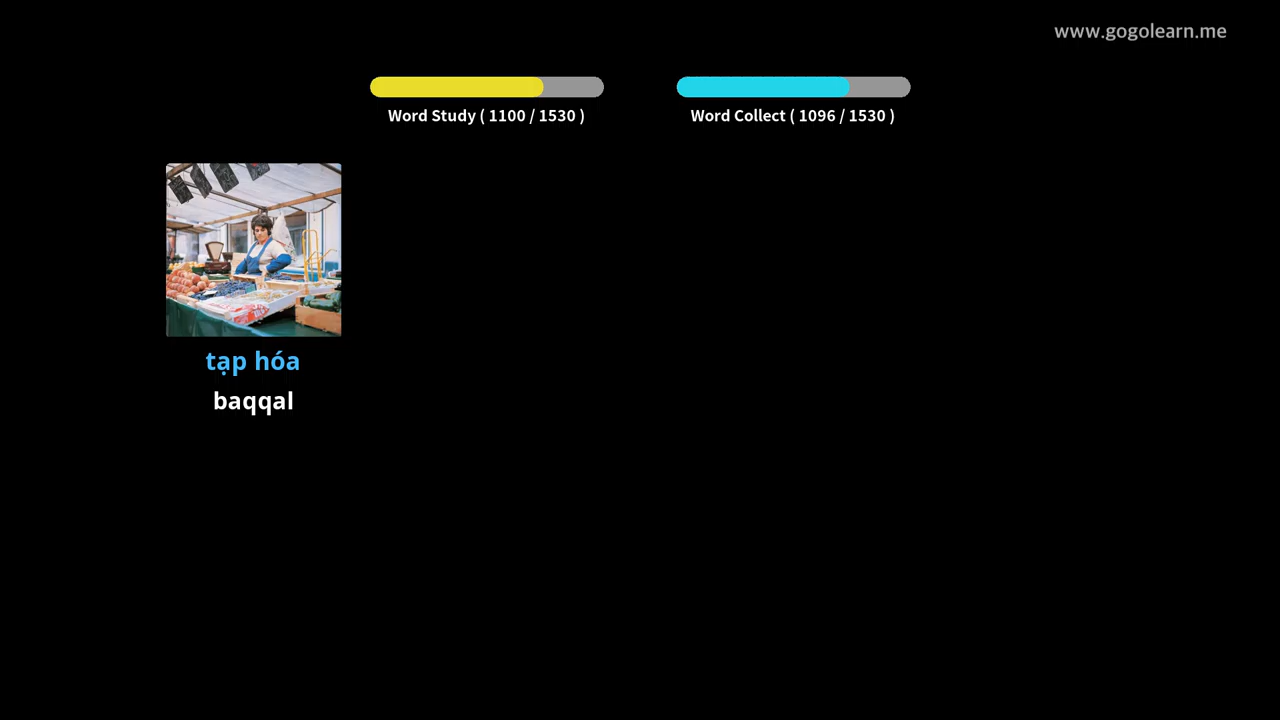 www.gogolearn.me
Word Study ( 1100 / 1530 )
Word Collect ( 1096 / 1530 )
tạp hóa
baqqal